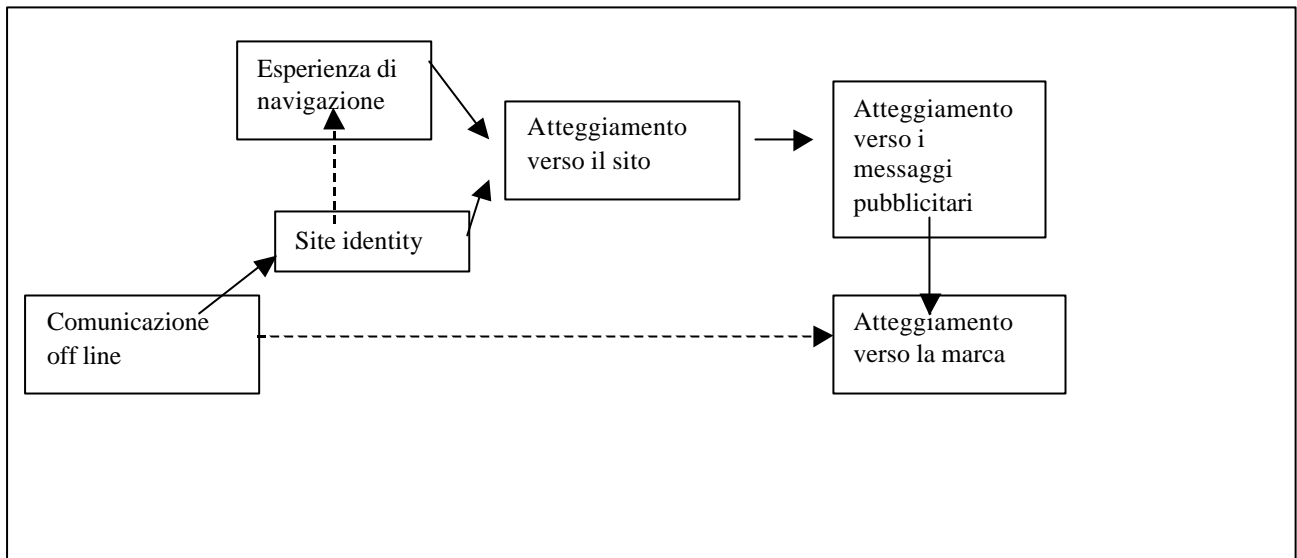 Esperienza di
navigazione
Atteggiamento
verso il sito
Atteggiamento
verso i
messaggi
pubblicitari
Site identity
Comunicazione
off line
Atteggiamento
verso la marca